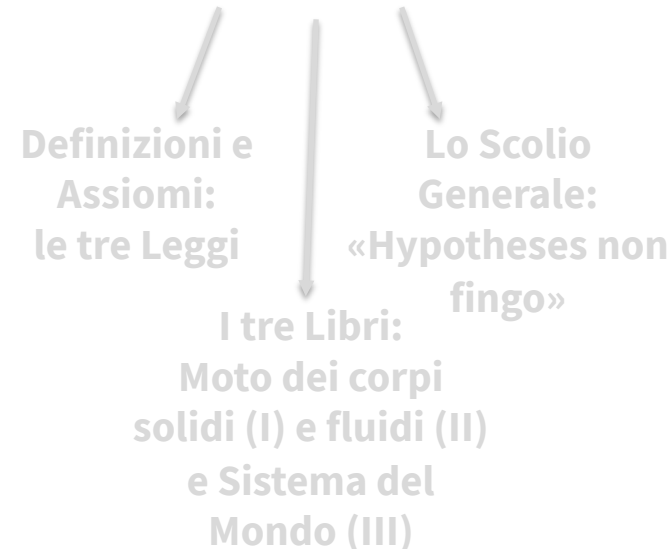 Definizioni e
Assiomi:
le tre Leggi
Lo Scolio
Generale:
«Hypotheses non
fingo»
I tre Libri:
Moto dei corpi
solidi (I) e fluidi (II)
e Sistema del
Mondo (III)